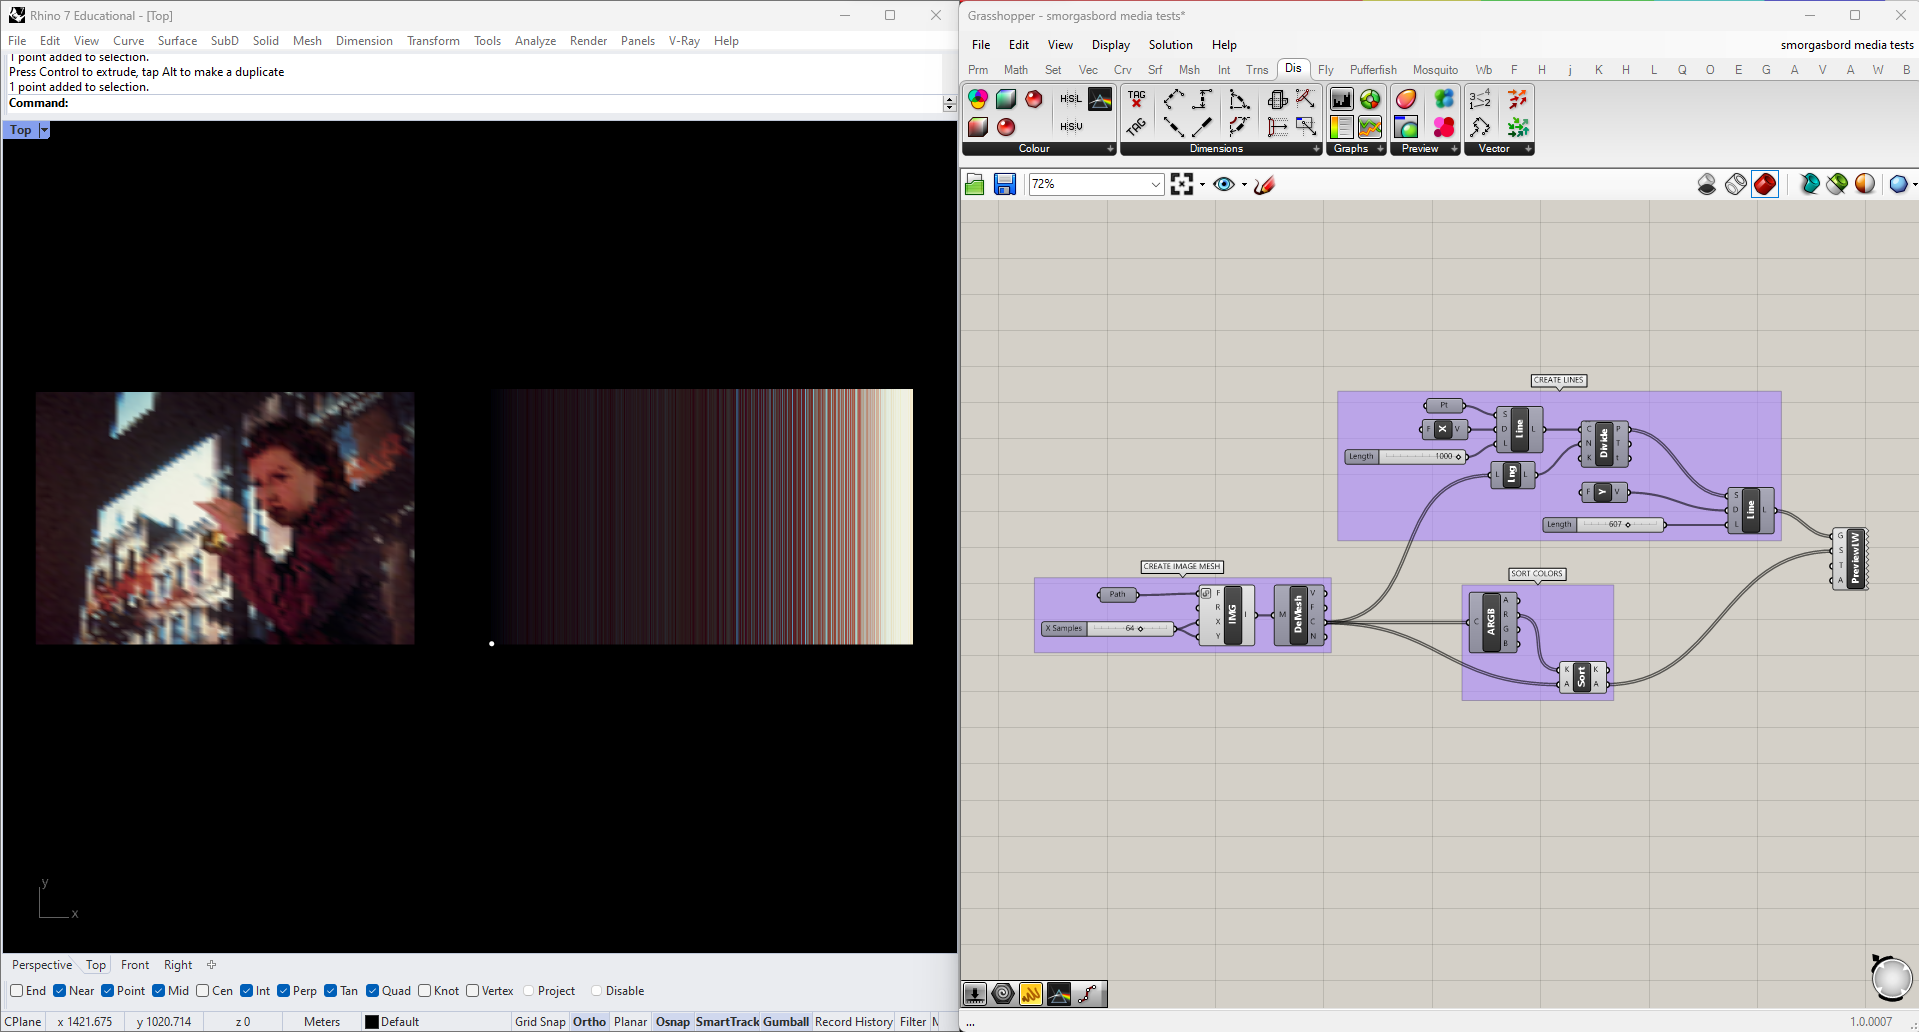 Rhino 7 Educational - [Top]
File Edit View Curve Surface SubD Solid Mesh Dimension Transform Tools Analyze Render Panels V-Ray Help
1 point added to selection.
Press Control to extrude, tap Alt to make a duplicate
1 point added to selection.
Command:
Top
y
x
Perspective Top Front Right
End Near Point Mid Cen Int Perp Tan Quad Knot Vertex Project Disable
CPlane x 1421.675 y 1020.714 z 0 Meters Default Grid Snap Ortho Planar Osnap SmartTrack Gumball Record History Filter
Grasshopper - smorgasbord media tests*
File Edit View Display Solution Help smorgasbord media tests
Prm Math Set Vec Crv Srf Msh Int Trns Dis Fly Pufferfish Mosquito Wb F H j K H L Q O E G A V A W B
H·S·L TAG
H·S·V TAG
Colour Dimensions Graphs Preview Vector
72%
CREATE LINES
Pt
F X V
S D L Line L
Length 1000
L Lng L
C N K Divide P T t
F Y V
Length 607
S D L Line L
G S T A PreviewLW
CREATE IMAGE MESH
Path
X Samples 64
F R X Y IMG I
M DeMesh V F C N
SORT COLORS
C ARGB A R G B
K A Sort K A
...
1.0.0007